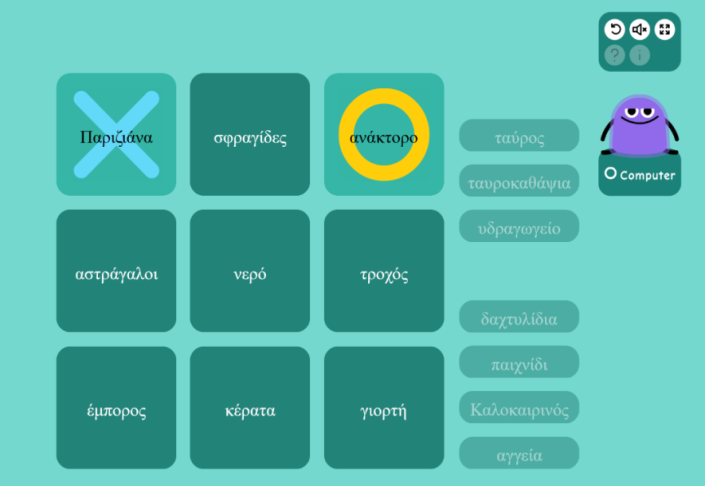 Παριζιάνα
σφραγίδες
ανάκτορο
αστράγαλοι
νερό
τροχός
έμπορος
κέρατα
γιορτή
ταύρος
ταυροκαθάψια
υδραγωγείο
δαχτυλίδια
παιχνίδι
Καλοκαιρινός
αγγεία
Computer